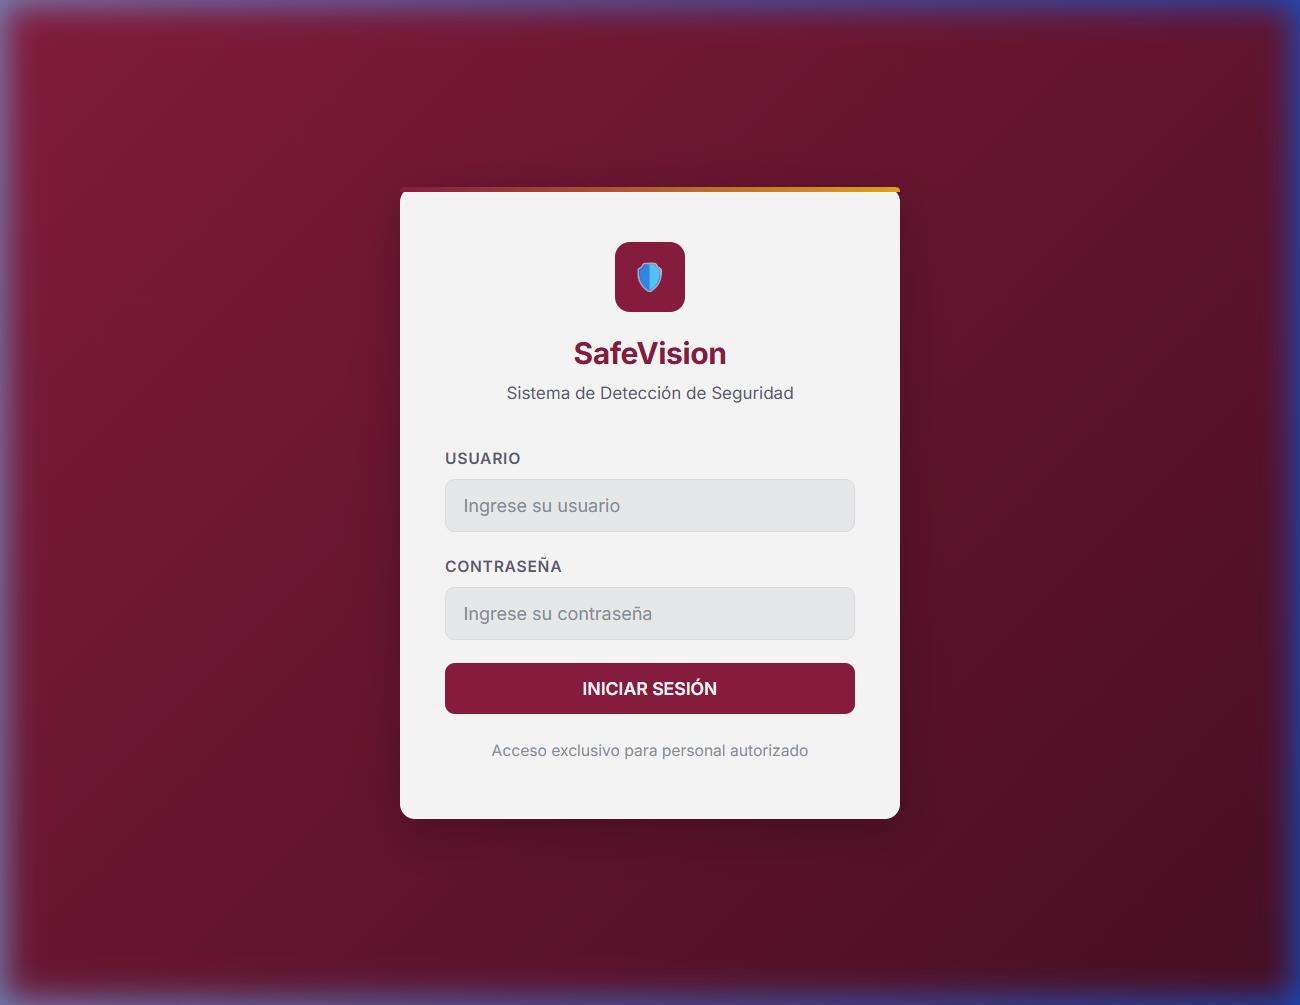 SafeVision
Sistema de Detección de Seguridad
USUARIO
Ingrese su usuario
CONTRASEÑA
Ingrese su contraseña
INICIAR SESIÓN
Acceso exclusivo para personal autorizado